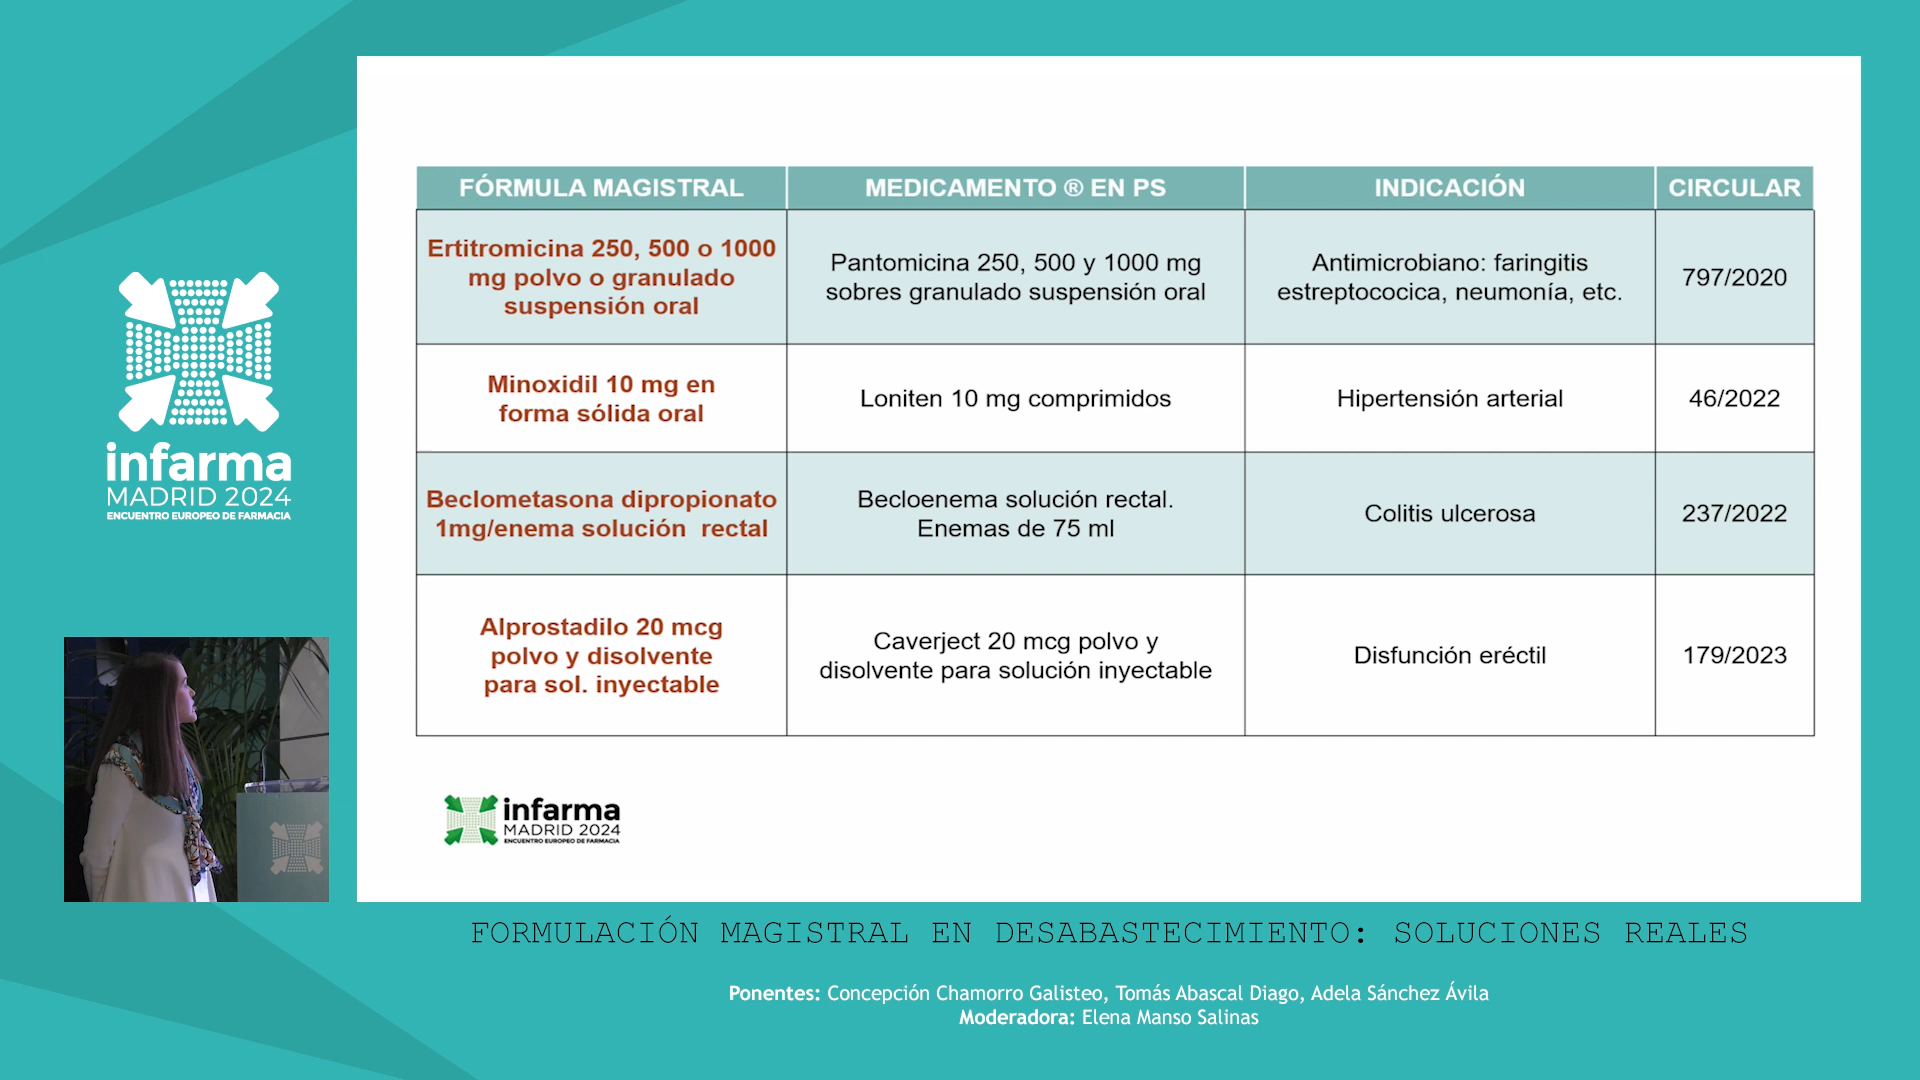 infarma
MADRID 2024
ENCUENTRO EUROPEO DE FARMACIA
FÓRMULA MAGISTRAL
MEDICAMENTO ® EN PS
INDICACIÓN
CIRCULAR
Ertitromicina 250, 500 o 1000
mg polvo o granulado
suspensión oral
Pantomicina 250, 500 y 1000 mg
sobres granulado suspensión oral
Antimicrobiano: faringitis
estreptococica, neumonía, etc.
797/2020
Minoxidil 10 mg en
forma sólida oral
Loniten 10 mg comprimidos
Hipertensión arterial
46/2022
Beclometasona dipropionato
1mg/enema solución rectal
Becloenema solución rectal.
Enemas de 75 ml
Colitis ulcerosa
237/2022
Alprostadilo 20 mcg
polvo y disolvente
para sol. inyectable
Caverject 20 mcg polvo y
disolvente para solución inyectable
Disfunción eréctil
179/2023
infarma
MADRID 2024
ENCUENTRO EUROPEO DE FARMACIA
FORMULACIÓN MAGISTRAL EN DESABASTECIMIENTO: SOLUCIONES REALES
Ponentes: Concepción Chamorro Galisteo, Tomás Abascal Diago, Adela Sánchez Ávila
Moderadora: Elena Manso Salinas